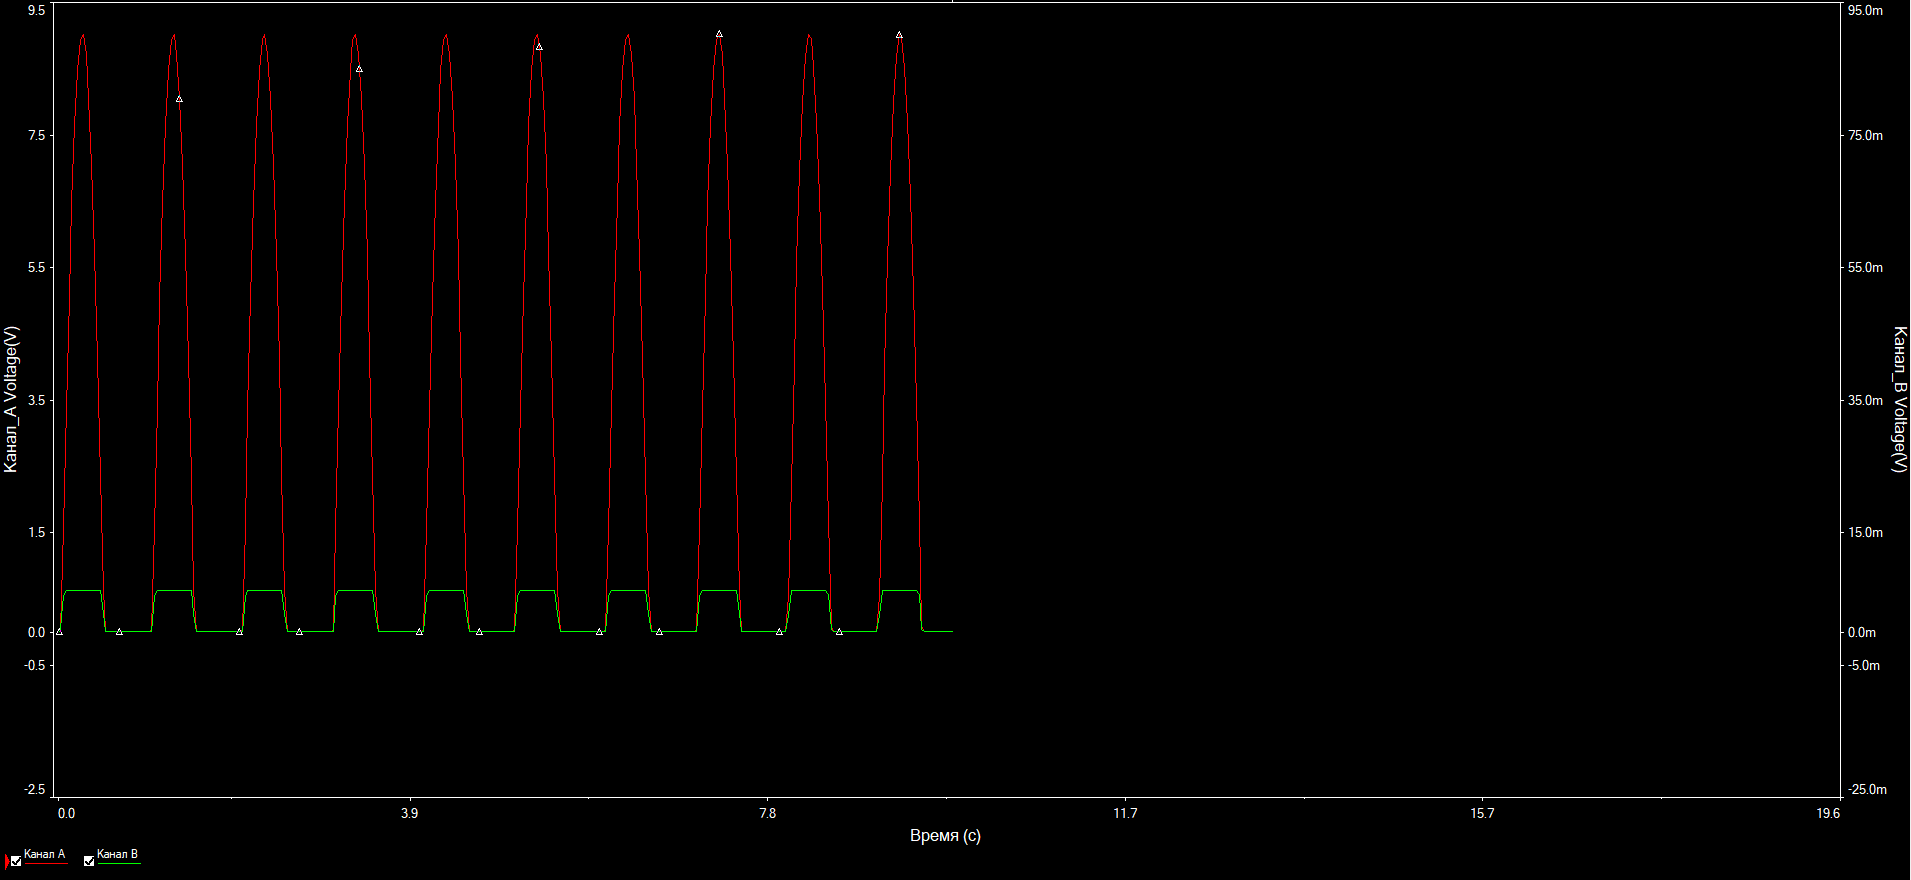 9.5
7.5
5.5
3.5
1.5
0.0
-0.5
-2.5
Канал_A Voltage(V)
95.0m
75.0m
55.0m
35.0m
15.0m
0.0m
-5.0m
-25.0m
Канал_B Voltage(V)
0.0 3.9 7.8 11.7 15.7 19.6
Время (с)
Канал A Канал B